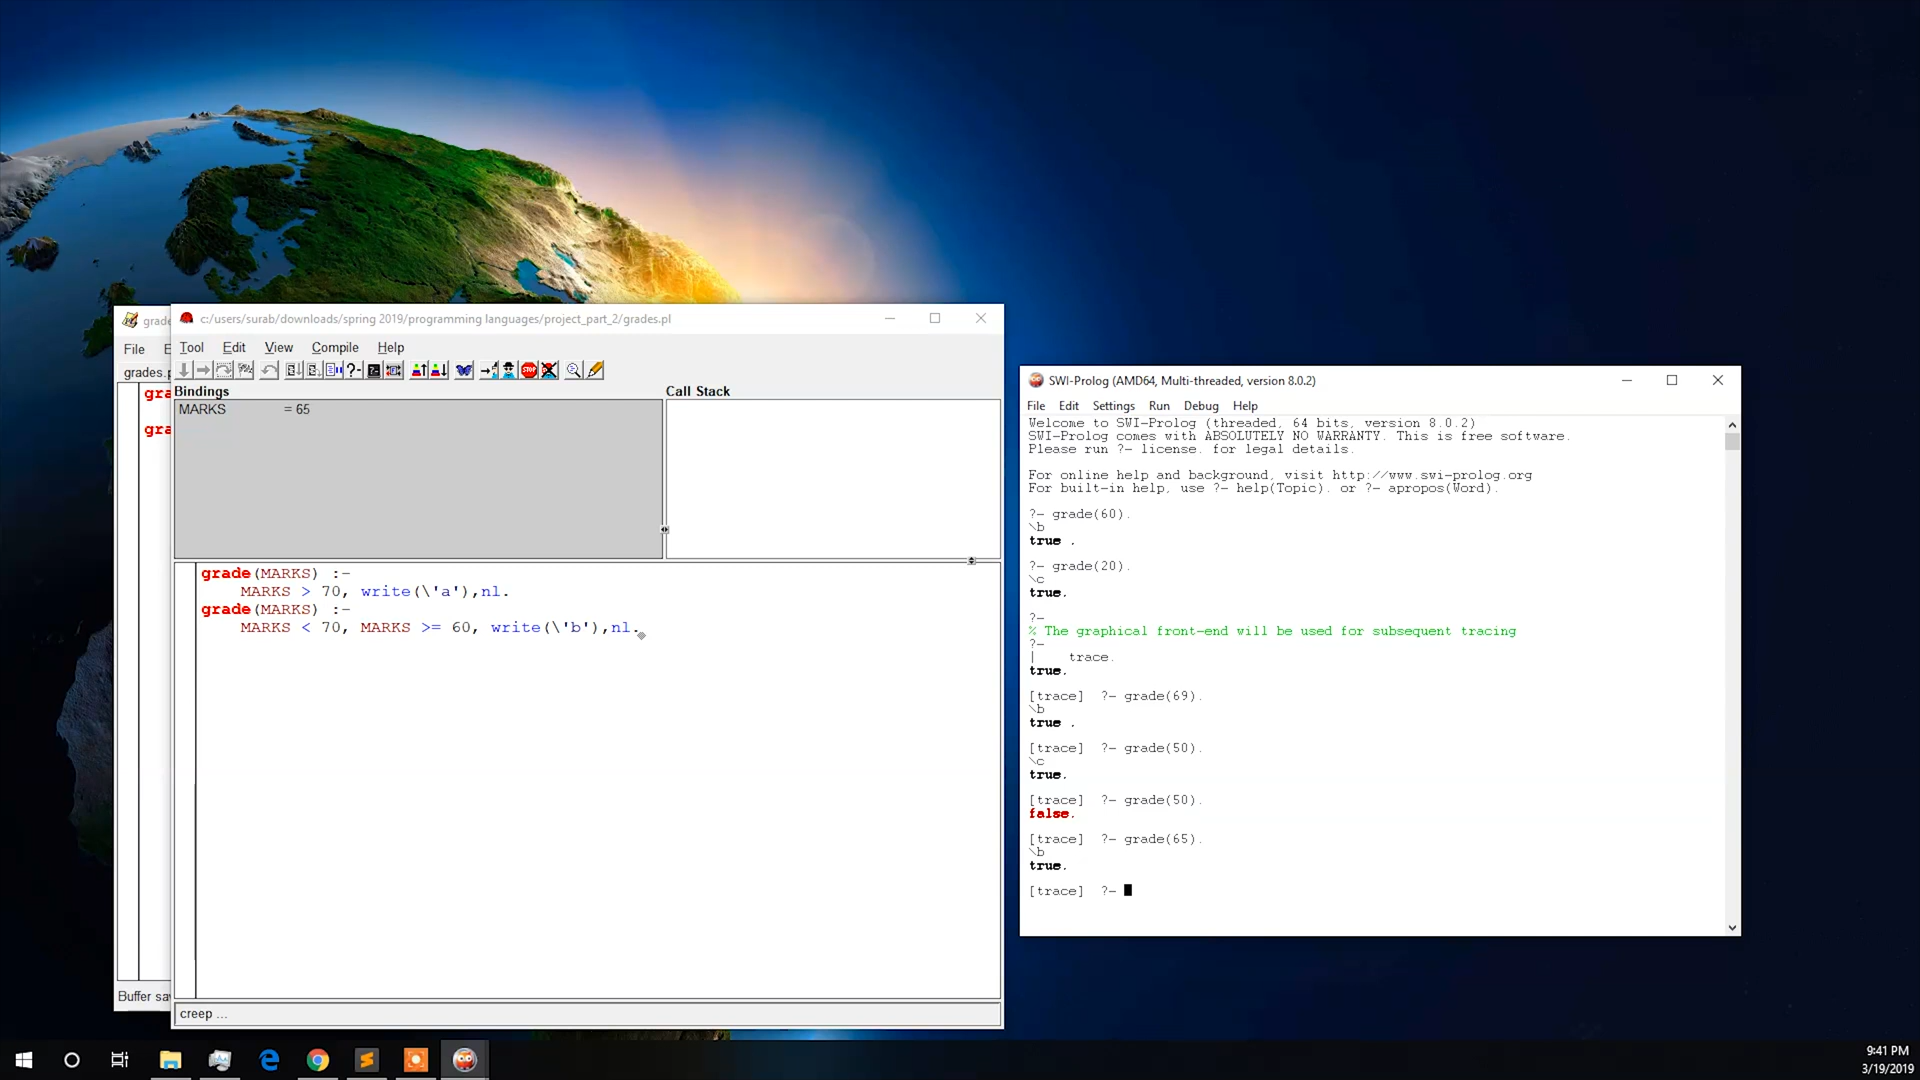 grade
File E
grades.p
gra
gra
Buffer sa
c:/users/surab/downloads/spring 2019/programming languages/project_part_2/grades.pl
Tool Edit View Compile Help
Bindings
MARKS = 65
Call Stack
grade(MARKS) :-
MARKS > 70, write(\'a'),nl.
grade(MARKS) :-
MARKS < 70, MARKS >= 60, write(\'b'),nl.
creep ...
SWI-Prolog (AMD64, Multi-threaded, version 8.0.2)
File Edit Settings Run Debug Help
Welcome to SWI-Prolog (threaded, 64 bits, version 8.0.2)
SWI-Prolog comes with ABSOLUTELY NO WARRANTY. This is free software.
Please run ?- license. for legal details.
For online help and background, visit http://www.swi-prolog.org
For built-in help, use ?- help(Topic). or ?- apropos(Word).
?- grade(60).
\b
true .
?- grade(20).
\c
true.
?-
% The graphical front-end will be used for subsequent tracing
?-
| trace.
true.
[trace] ?- grade(69).
\b
true .
[trace] ?- grade(50).
\c
true.
[trace] ?- grade(50).
false.
[trace] ?- grade(65).
\b
true.
[trace] ?-
9:41 PM
3/19/2019